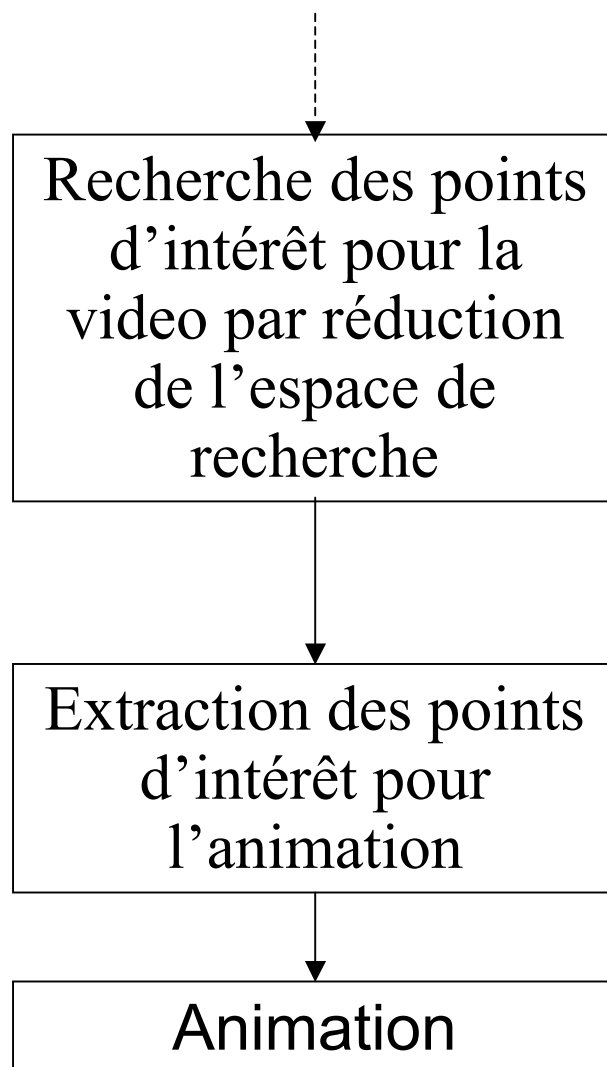 Recherche des points
d’intérêt pour la
video par réduction
de l’espace de
recherche
Extraction des points
d’intérêt pour
l’animation
Animation